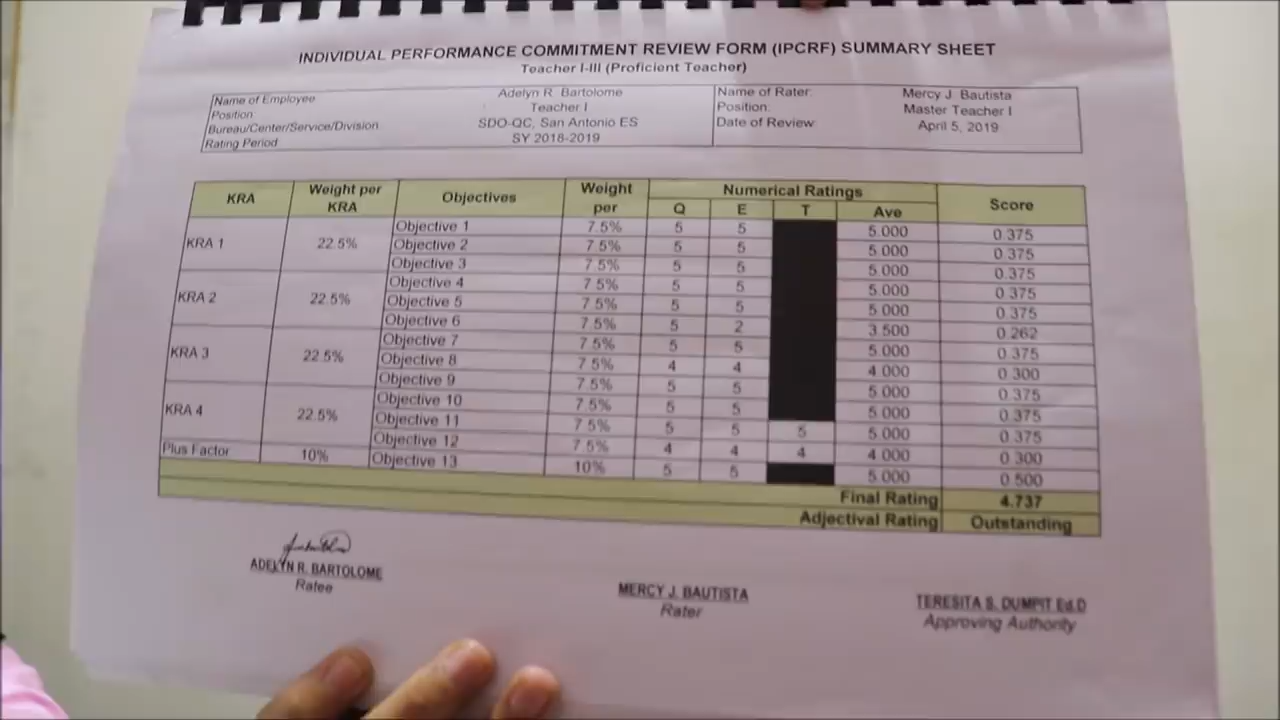 INDIVIDUAL PERFORMANCE COMMITMENT REVIEW FORM (IPCRF) SUMMARY SHEET
Teacher I-III (Proficient Teacher)
Name of Employee Adelyn R. Bartolome Name of Rater: Mercy J. Bautista
Position: Teacher I Position: Master Teacher I
Bureau/Center/Service/Division SDO-QC, San Antonio ES Date of Review: April 5, 2019
Rating Period SY 2018-2019
KRA Weight per KRA Objectives Weight per Numerical Ratings Score
Q E T Ave
KRA 1 22.5% Objective 1 7.5% 5 5 5.000 0.375
Objective 2 7.5% 5 5 5.000 0.375
Objective 3 7.5% 5 5 5.000 0.375
KRA 2 22.5% Objective 4 7.5% 5 5 5.000 0.375
Objective 5 7.5% 5 5 5.000 0.375
Objective 6 7.5% 5 2 3.500 0.262
KRA 3 22.5% Objective 7 7.5% 5 5 5.000 0.375
Objective 8 7.5% 4 4 4.000 0.300
Objective 9 7.5% 5 5 5.000 0.375
KRA 4 22.5% Objective 10 7.5% 5 5 5.000 0.375
Objective 11 7.5% 5 5 5 5.000 0.375
Objective 12 7.5% 4 4 4 4.000 0.300
Plus Factor 10% Objective 13 10% 5 5 5.000 0.500
Final Rating 4.737
Adjectival Rating Outstanding
ADELYN R. BARTOLOME
Ratee
MERCY J. BAUTISTA
Rater
TERESITA S. DUMPIT Ed.D
Approving Authority